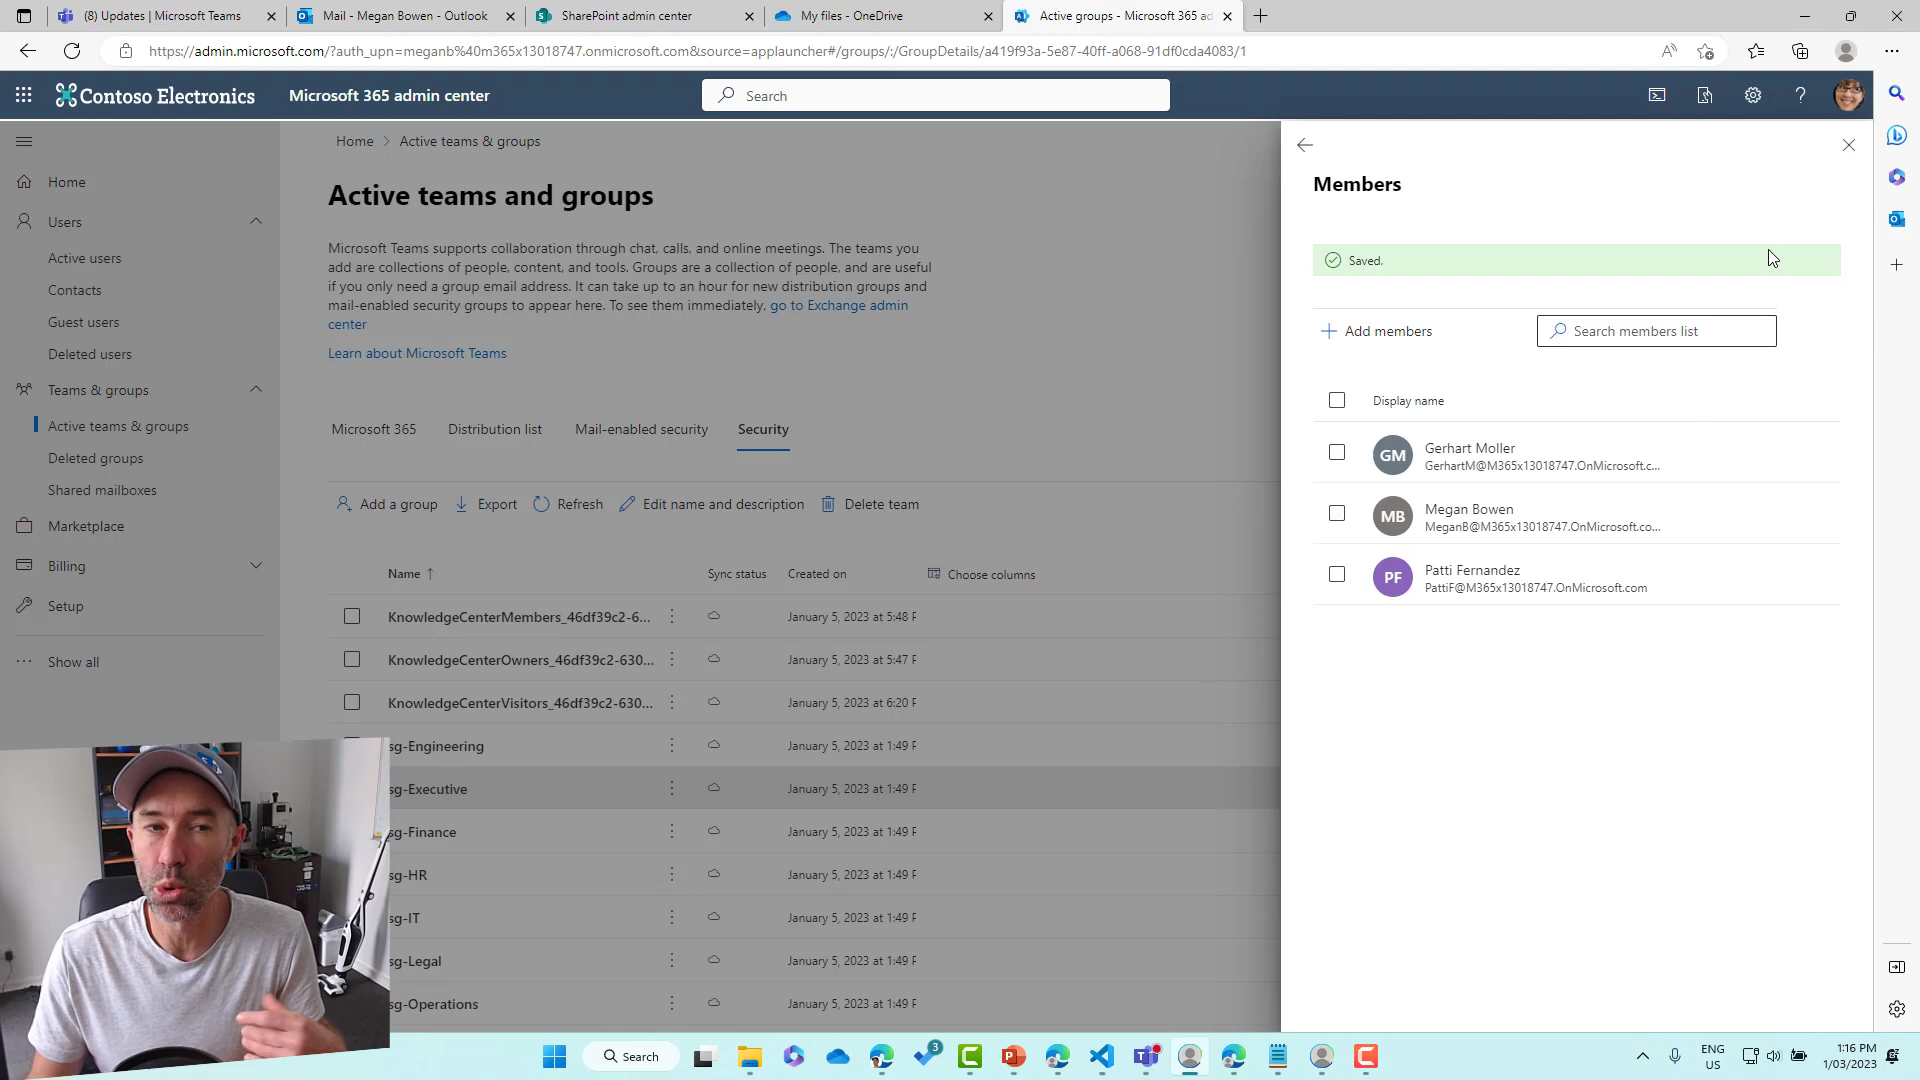 (8) Updates | Microsoft Teams
Mail - Megan Bowen - Outlook
SharePoint admin center
My files - OneDrive
Active groups - Microsoft 365 ad
https://admin.microsoft.com/?auth_upn=meganb%40m365x13018747.onmicrosoft.com&source=applauncher#/groups/:/GroupDetails/a419f93a-5e87-40ff-a068-91df0cda4083/1
Contoso Electronics
Microsoft 365 admin center
Search
Home
Users
Active users
Contacts
Guest users
Deleted users
Teams & groups
Active teams & groups
Deleted groups
Shared mailboxes
Marketplace
Billing
Setup
Show all
Home > Active teams & groups
Active teams and groups
Microsoft Teams supports collaboration through chat, calls, and online meetings. The teams you
add are collections of people, content, and tools. Groups are a collection of people, and are useful
if you only need a group email address. It can take up to an hour for new distribution groups and
mail-enabled security groups to appear here. To see them immediately, go to Exchange admin
center
Learn about Microsoft Teams
Microsoft 365
Distribution list
Mail-enabled security
Security
Add a group
Export
Refresh
Edit name and description
Delete team
Name ↑
Sync status
Created on
Choose columns
KnowledgeCenterMembers_46df39c2-6... January 5, 2023 at 5:48 P
KnowledgeCenterOwners_46df39c2-630... January 5, 2023 at 5:47 P
KnowledgeCenterVisitors_46df39c2-630... January 5, 2023 at 6:20 P
sg-Engineering January 5, 2023 at 1:49 P
sg-Executive January 5, 2023 at 1:49 P
sg-Finance January 5, 2023 at 1:49 P
sg-HR January 5, 2023 at 1:49 P
sg-IT January 5, 2023 at 1:49 P
sg-Legal January 5, 2023 at 1:49 P
sg-Operations January 5, 2023 at 1:49 P
Members
Saved.
Add members
Search members list
Display name
GM
Gerhart Moller
GerhartM@M365x13018747.OnMicrosoft.c...
MB
Megan Bowen
MeganB@M365x13018747.OnMicrosoft.co...
PF
Patti Fernandez
PattiF@M365x13018747.OnMicrosoft.com
Search
3
ENG
US
1:16 PM
1/03/2023